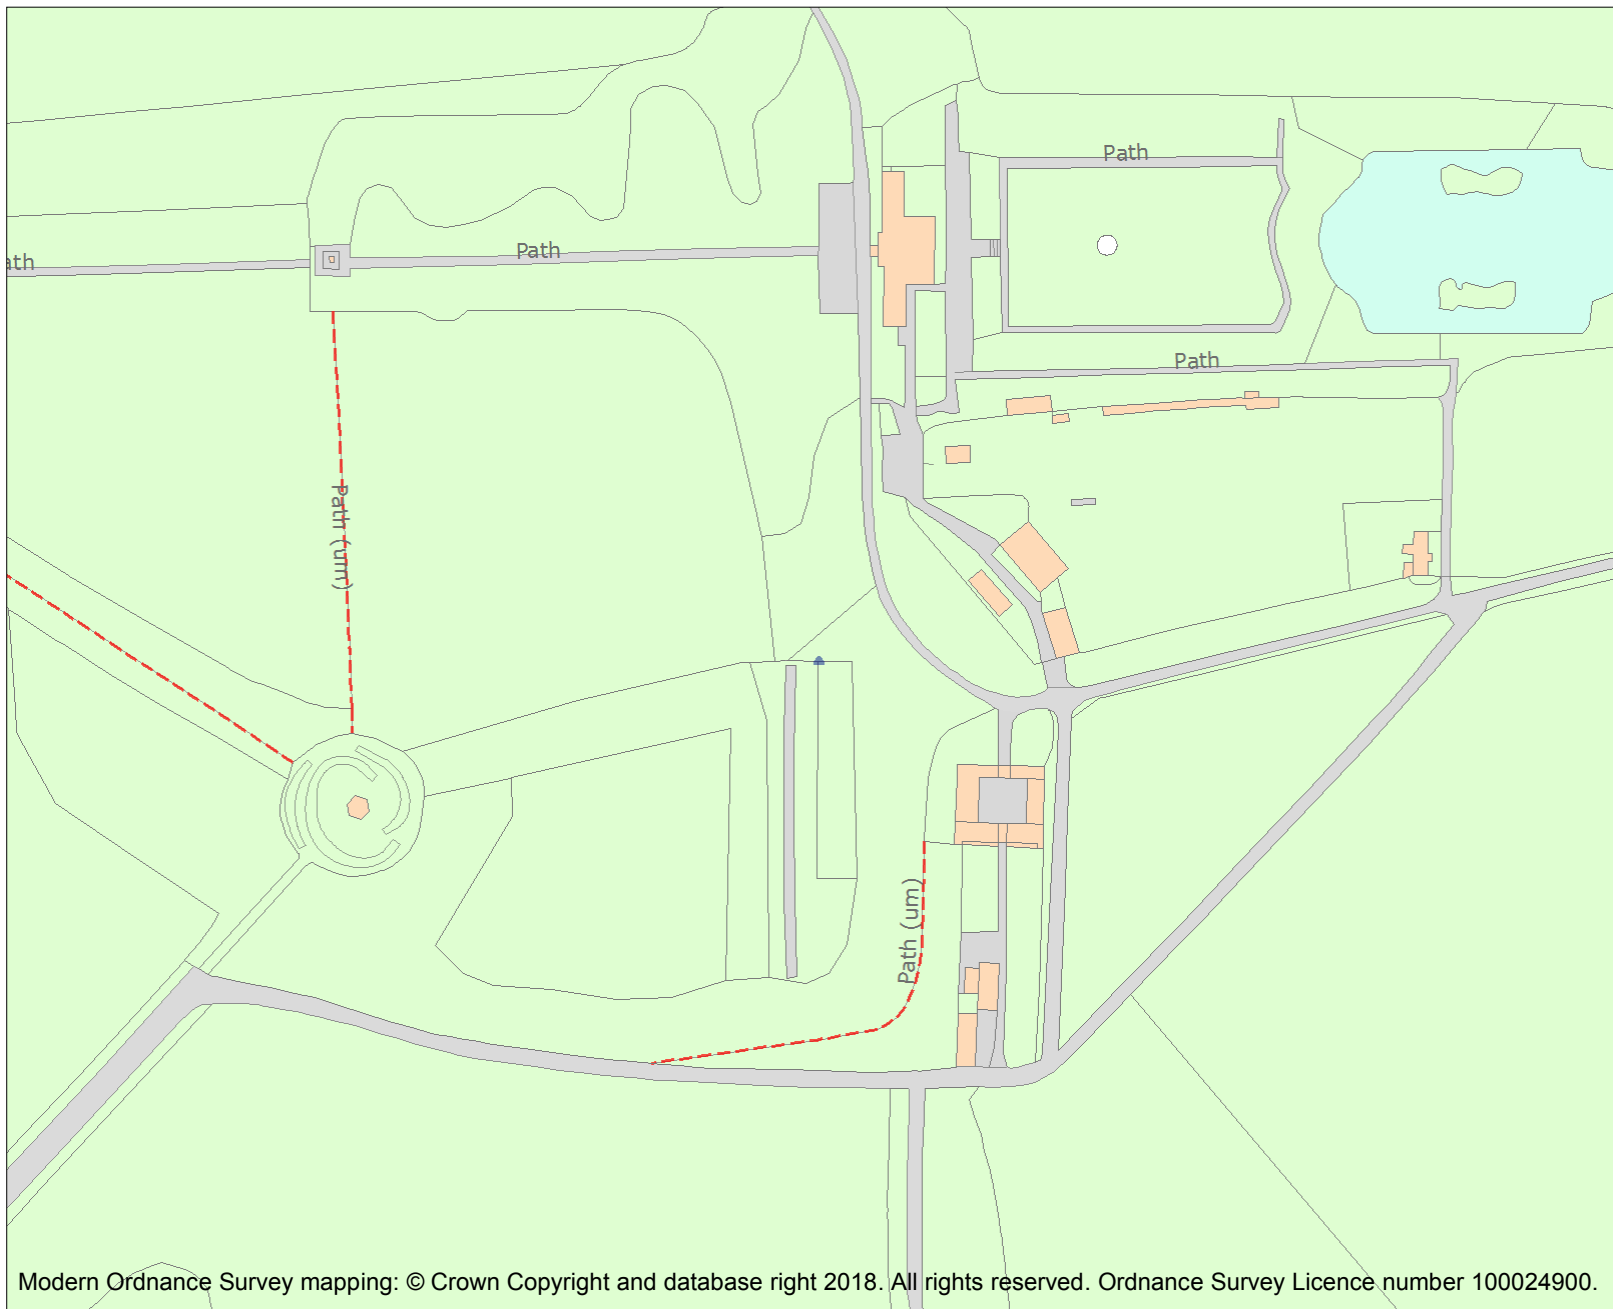 Path
Path
ath
Path
Path (um)
Path (um)
Modern Ordnance Survey mapping: © Crown Copyright and database right 2018. All rights reserved. Ordnance Survey Licence number 100024900.